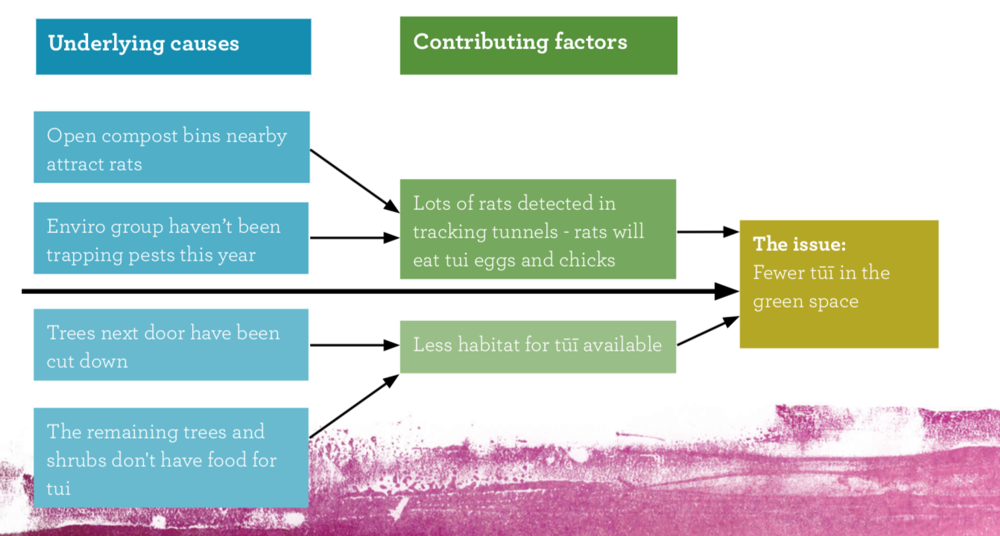 Underlying causes
Contributing factors
Open compost bins nearby
attract rats
Enviro group haven't been
trapping pests this year
Lots of rats detected in
tracking tunnels - rats will
eat tui eggs and chicks
The issue:
Fewer tūī in the
green space
Trees next door have been
cut down
Less habitat for tūī available
The remaining trees and
shrubs don't have food for
tui